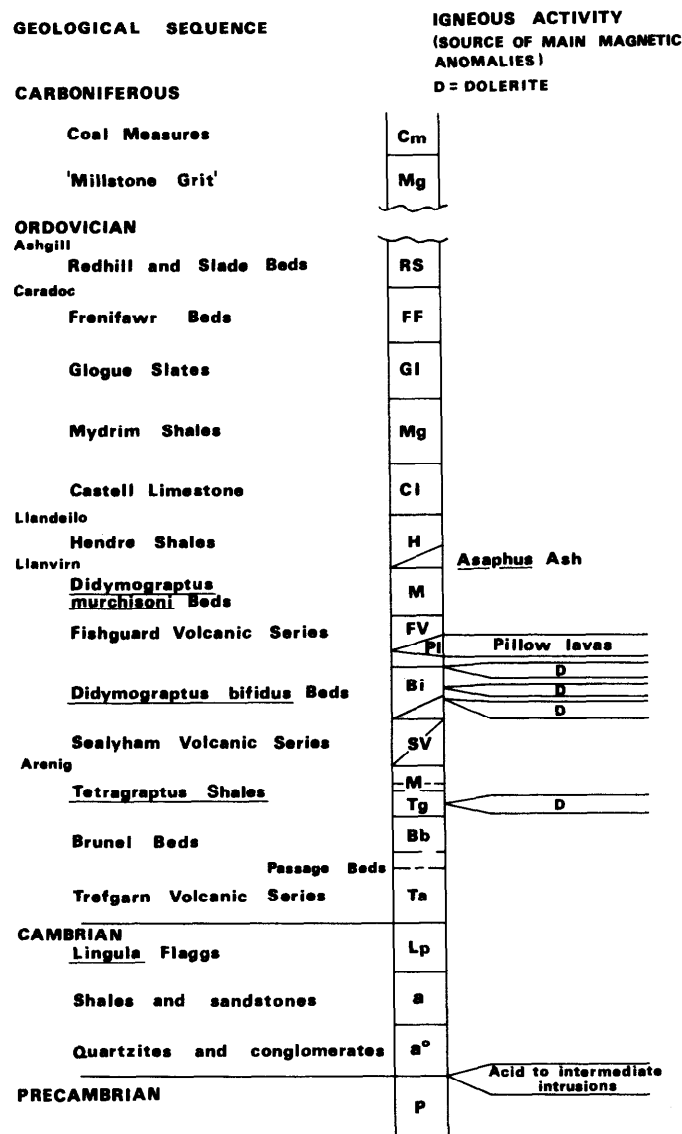 GEOLOGICAL SEQUENCE
IGNEOUS ACTIVITY
(SOURCE OF MAIN MAGNETIC
ANOMALIES)
D = DOLERITE
CARBONIFEROUS
Coal Measures Cm
'Millstone Grit' Mg
ORDOVICIAN
Ashgill
Redhill and Slade Beds RS
Caradoc
Frenifawr Beds FF
Glogue Slates Gl
Mydrim Shales Mg
Castell Limestone Cl
Llandeilo
Hendre Shales H
Asaphus Ash
Llanvirn
Didymograptus
murchisoni Beds M
Fishguard Volcanic Series FV
Pl Pillow lavas
D
Didymograptus bifidus Beds Bi D
D
Sealyham Volcanic Series SV
Arenig
M
Tetragraptus Shales Tg D
Brunel Beds Bb
Passage Beds
Trefgarn Volcanic Series Ta
CAMBRIAN
Lingula Flaggs Lp
Shales and sandstones a
Quartzites and conglomerates aº
Acid to intermediate
intrusions
PRECAMBRIAN P